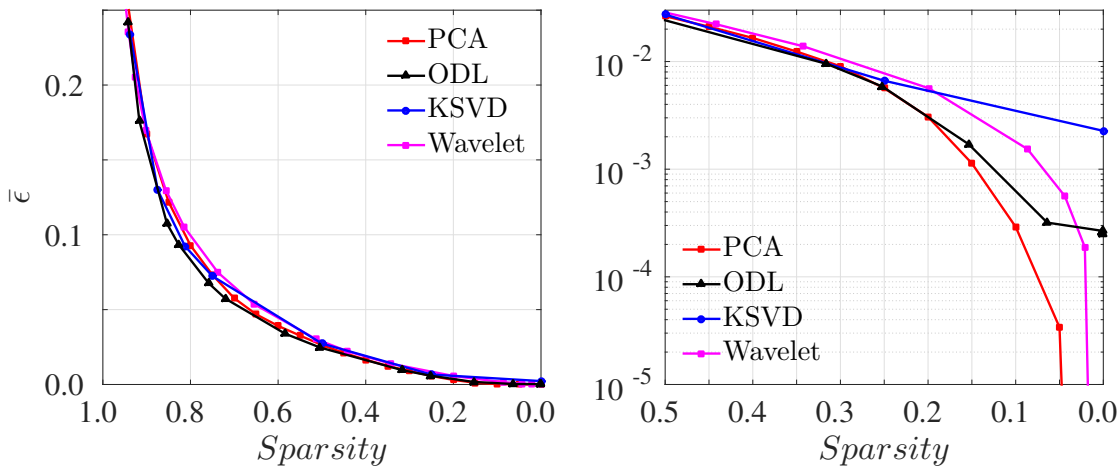 PCA
ODL
KSVD
Wavelet
0.2
0.1
0.0
ϵ̄
1.0 0.8 0.6 0.4 0.2 0.0
Sparsity
10⁻²
10⁻³
10⁻⁴
10⁻⁵
PCA
ODL
KSVD
Wavelet
0.5 0.4 0.3 0.2 0.1 0.0
Sparsity